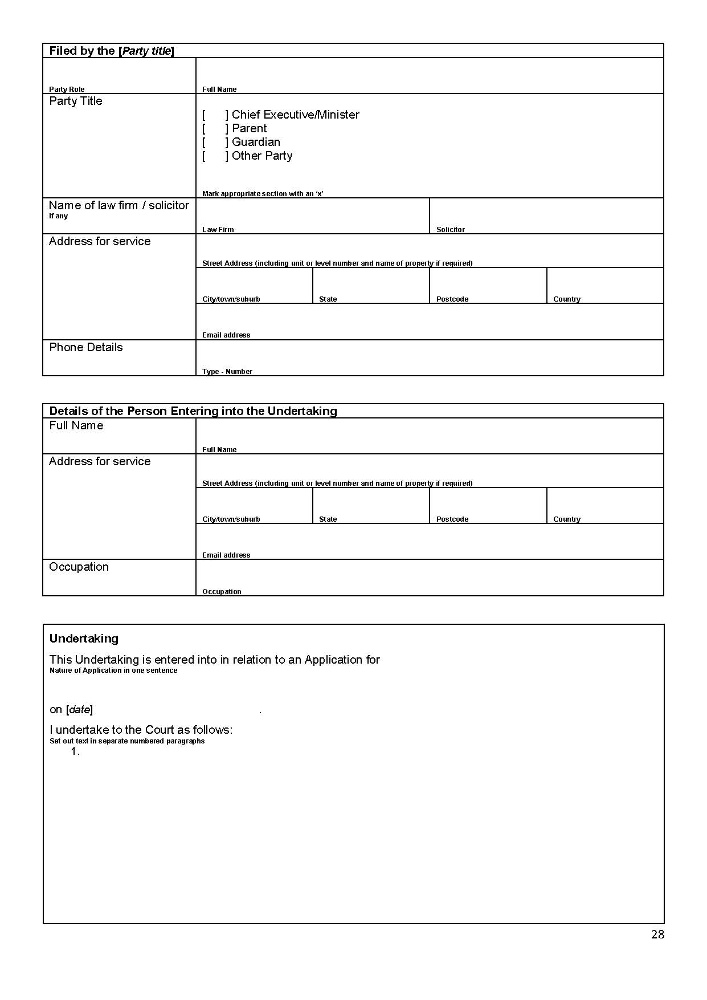 Filed by the [Party title]
Party Role
Full Name
Party Title
[ ] Chief Executive/Minister
[ ] Parent
[ ] Guardian
[ ] Other Party
Mark appropriate section with an ‘x’
Name of law firm / solicitor
If any
Law Firm
Solicitor
Address for service
Street Address (including unit or level number and name of property if required)
City/town/suburb
State
Postcode
Country
Email address
Phone Details
Type - Number
Details of the Person Entering into the Undertaking
Full Name
Full Name
Address for service
Street Address (including unit or level number and name of property if required)
City/town/suburb
State
Postcode
Country
Email address
Occupation
Occupation
Undertaking
This Undertaking is entered into in relation to an Application for
Nature of Application in one sentence
on [date] .
I undertake to the Court as follows:
Set out text in separate numbered paragraphs
1.
28